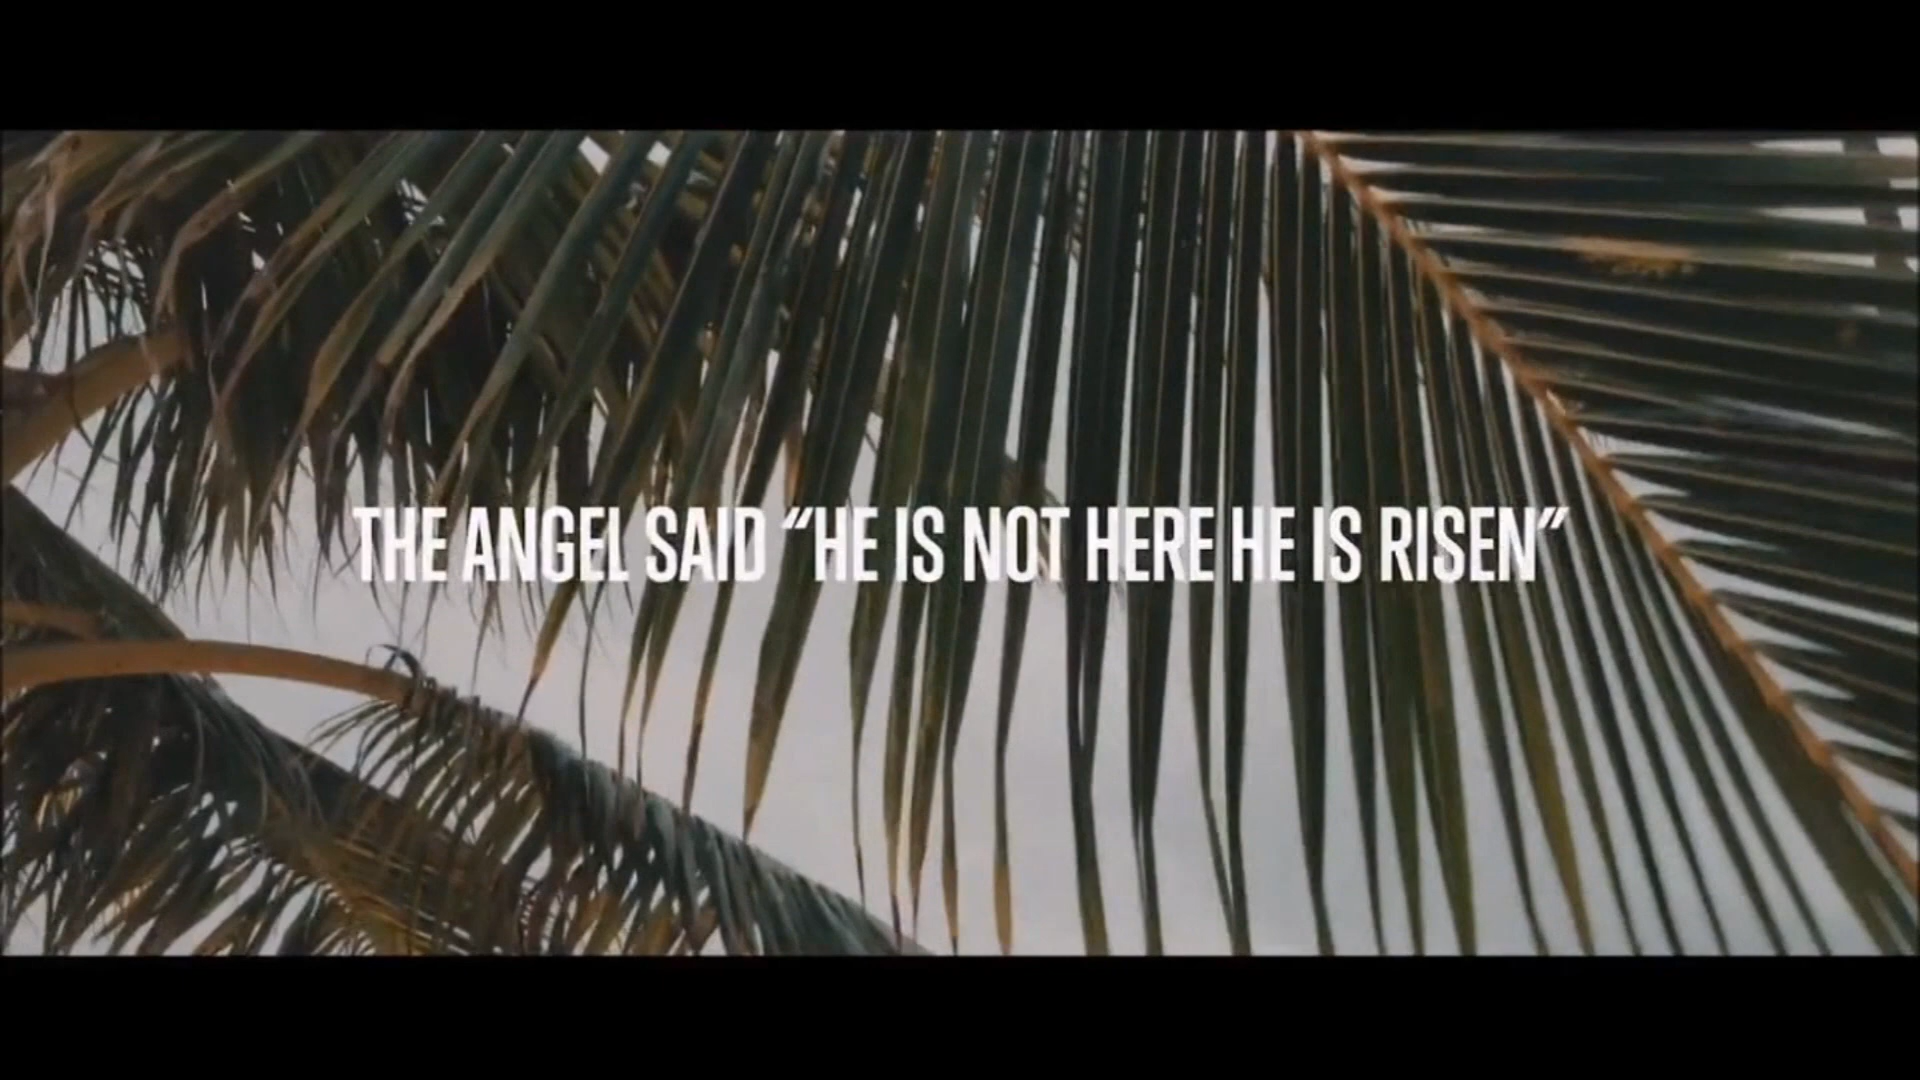 THE ANGEL SAID “HE IS NOT HERE HE IS RISEN”